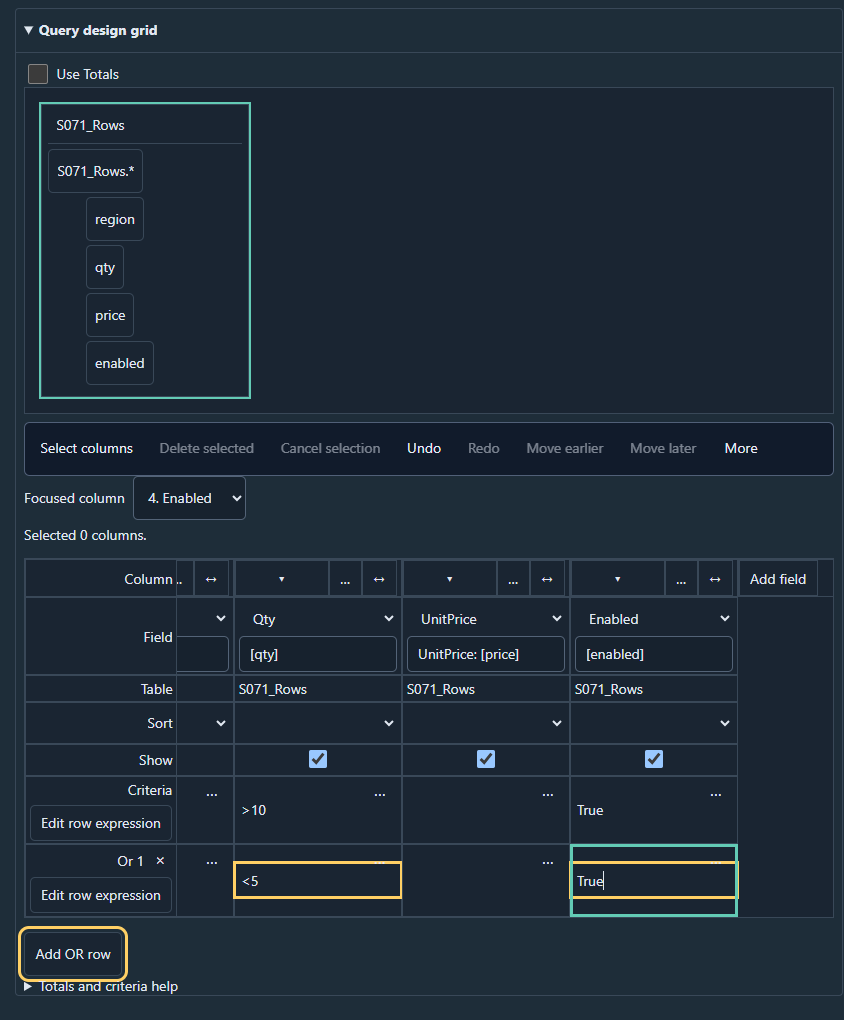 ▼ Query design grid
Use Totals
S071_Rows
S071_Rows.*
region
qty
price
enabled
Select columns Delete selected Cancel selection Undo Redo Move earlier Move later More
Focused column 4. Enabled
Selected 0 columns.
Column .. ↔ ▾ ... ↔ ▾ ... ↔ ▾ ... ↔ Add field
Field Qty UnitPrice Enabled
[qty] UnitPrice: [price] [enabled]
Table S071_Rows S071_Rows S071_Rows
Sort
Show
Criteria ... ... ... ...
>10 True
Edit row expression
Or 1 × ... ... ... ...
<5 True
Edit row expression
Add OR row
▶ Totals and criteria help